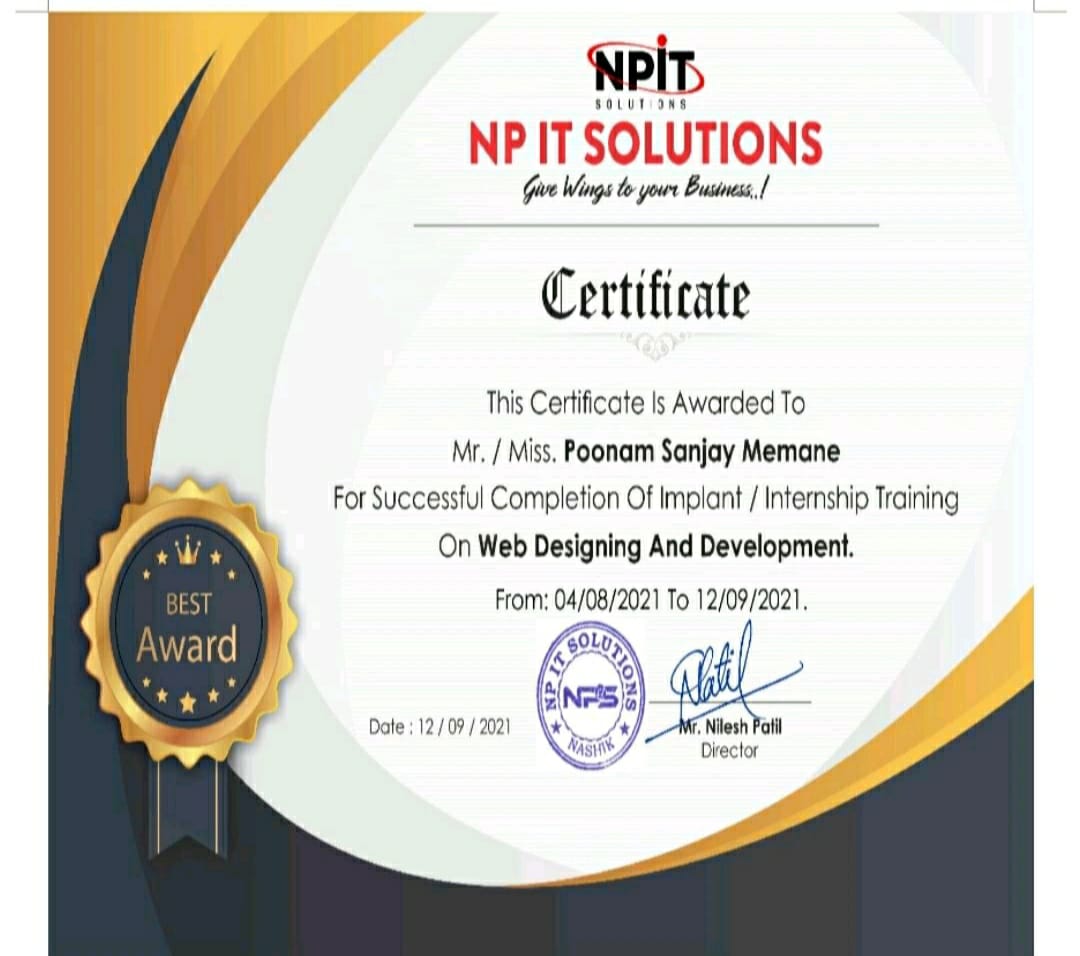 NPiT
SOLUTIONS
NP IT SOLUTIONS
Give Wings to your Business..!
Certificate
This Certificate Is Awarded To
Mr. / Miss. Poonam Sanjay Memane
For Successful Completion Of Implant / Internship Training
On Web Designing And Development.
From: 04/08/2021 To 12/09/2021.
BEST
Award
NP IT SOLUTIONS
NPS
NASHIK
Patil
Date : 12 / 09 / 2021
Mr. Nilesh Patil
Director